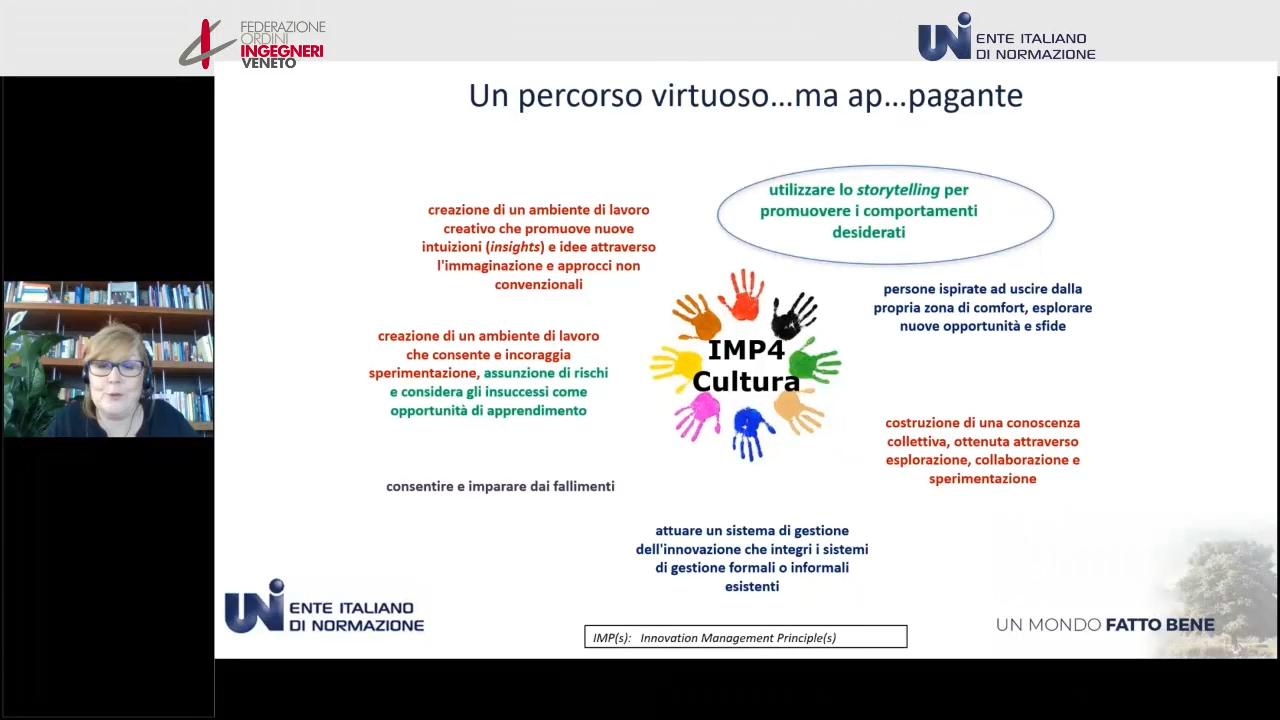 FEDERAZIONE
ORDINI
INGEGNERI
VENETO
UNI ENTE ITALIANO
DI NORMAZIONE
Un percorso virtuoso…ma ap…pagante
utilizzare lo storytelling per
promuovere i comportamenti
desiderati
creazione di un ambiente di lavoro
creativo che promuove nuove
intuizioni (insights) e idee attraverso
l'immaginazione e approcci non
convenzionali
persone ispirate ad uscire dalla
propria zona di comfort, esplorare
nuove opportunità e sfide
creazione di un ambiente di lavoro
che consente e incoraggia
sperimentazione, assunzione di rischi
e considera gli insuccessi come
opportunità di apprendimento
IMP4
Cultura
costruzione di una conoscenza
collettiva, ottenuta attraverso
esplorazione, collaborazione e
sperimentazione
consentire e imparare dai fallimenti
attuare un sistema di gestione
dell'innovazione che integri i sistemi
di gestione formali o informali
esistenti
UNI ENTE ITALIANO
DI NORMAZIONE
IMP(s): Innovation Management Principle(s)
UN MONDO FATTO BENE